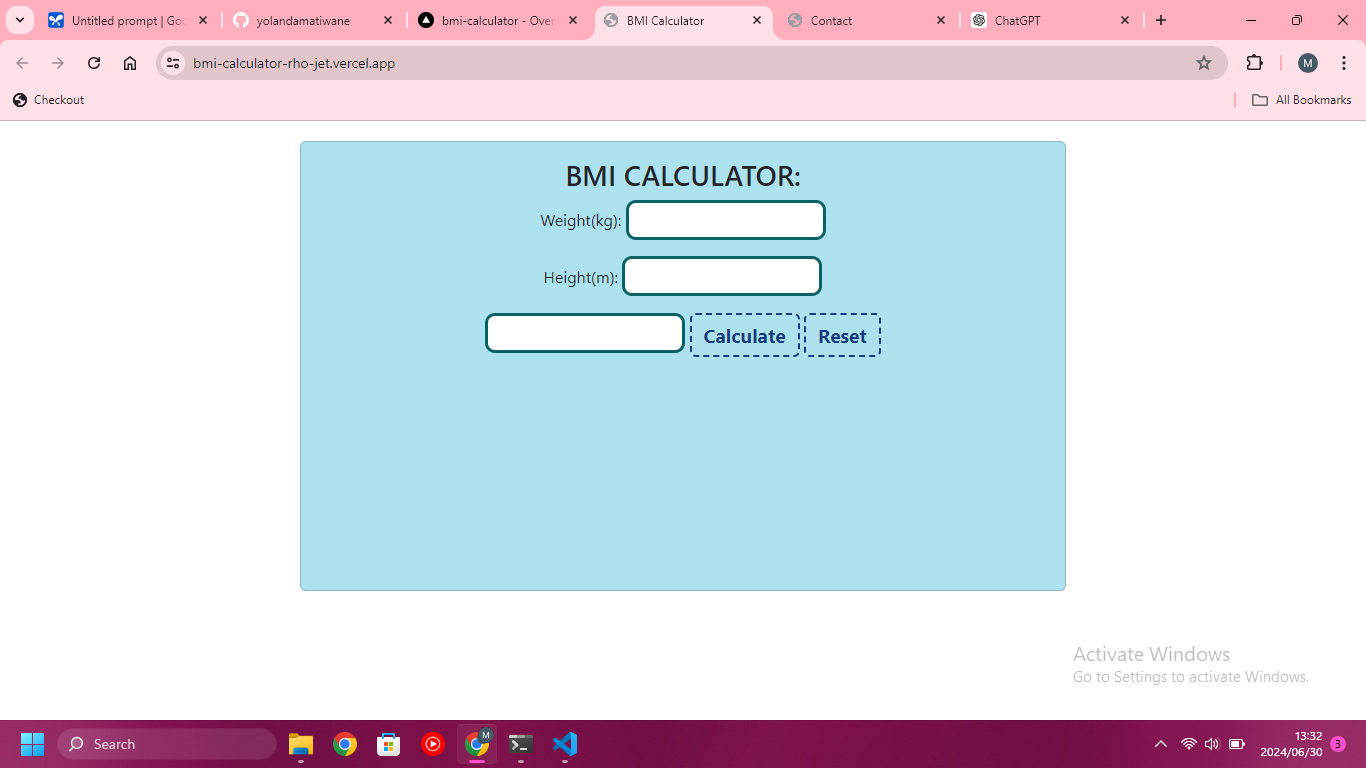 Untitled prompt | Goo
yolandamatiwane
bmi-calculator - Over
BMI Calculator
Contact
ChatGPT
bmi-calculator-rho-jet.vercel.app
M
Checkout
All Bookmarks
BMI CALCULATOR:
Weight(kg):
Height(m):
Calculate
Reset
Activate Windows
Go to Settings to activate Windows.
Search
M
13:32
2024/06/30
3